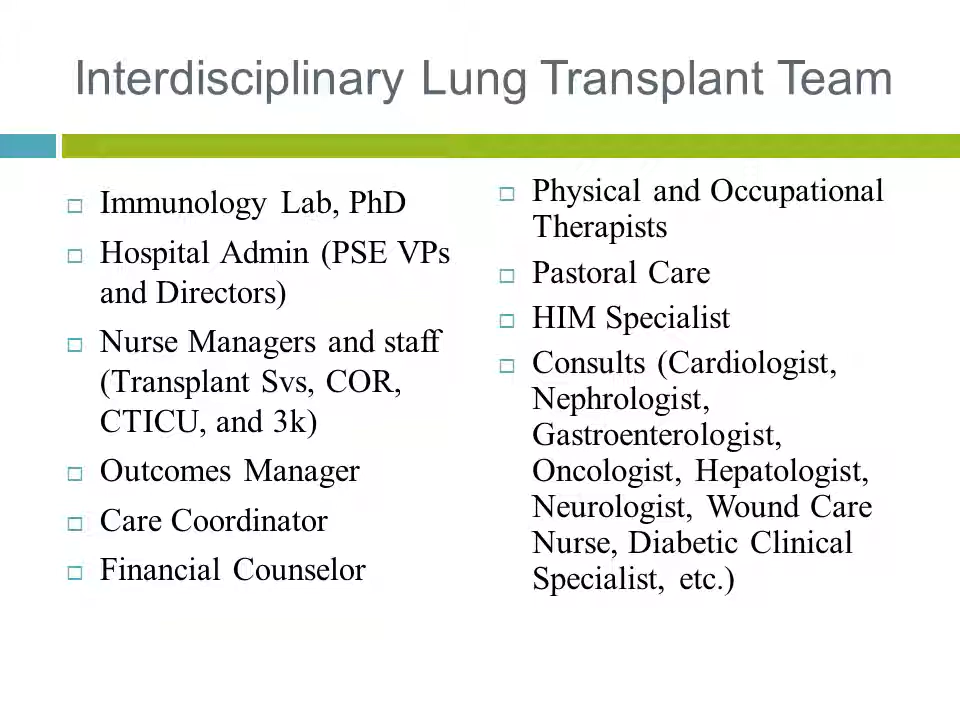 Interdisciplinary Lung Transplant Team
Immunology Lab, PhD
Hospital Admin (PSE VPs
and Directors)
Nurse Managers and staff
(Transplant Svs, COR,
CTICU, and 3k)
Outcomes Manager
Care Coordinator
Financial Counselor
Physical and Occupational
Therapists
Pastoral Care
HIM Specialist
Consults (Cardiologist,
Nephrologist,
Gastroenterologist,
Oncologist, Hepatologist,
Neurologist, Wound Care
Nurse, Diabetic Clinical
Specialist, etc.)